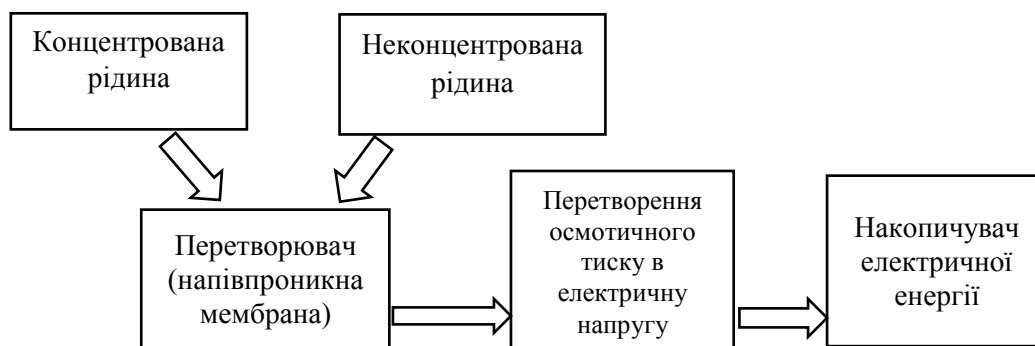 Концентрована
рідина
Неконцентрована
рідина
Перетворювач
(напівпроникна
мембрана)
Перетворення
осмотичного
тиску в
електричну
напругу
Накопичувач
електричної
енергії